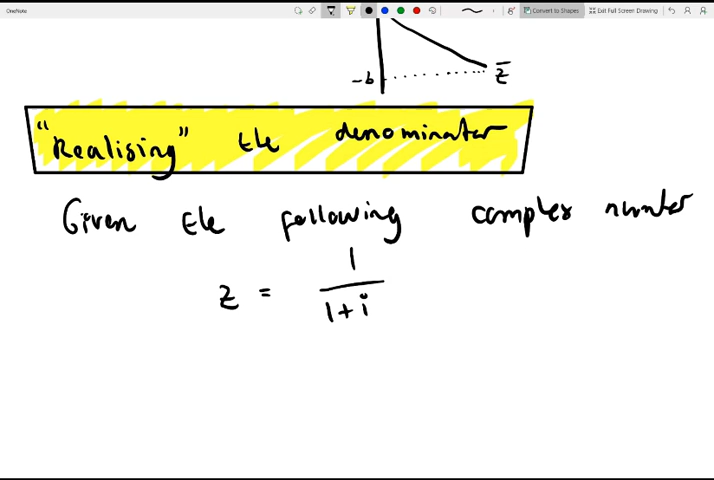 OneNote
Convert to Shapes
Exit Full Screen Drawing
-b
z̅
"Realising" the denominator
Given the following complex number
z = 1/(1+i)